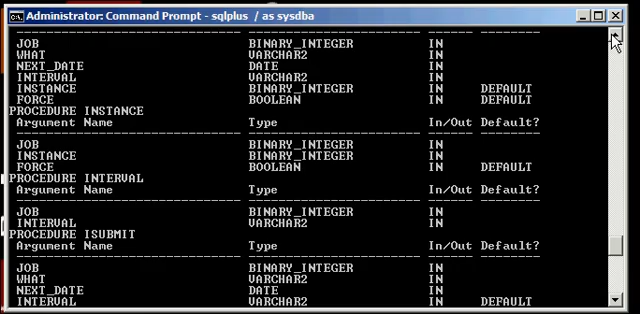 Administrator: Command Prompt - sqlplus / as sysdba
------------------------------ ----------------------- ------ --------
JOB BINARY_INTEGER IN
WHAT VARCHAR2 IN
NEXT_DATE DATE IN
INTERVAL VARCHAR2 IN
INSTANCE BINARY_INTEGER IN DEFAULT
FORCE BOOLEAN IN DEFAULT
PROCEDURE INSTANCE
Argument Name Type In/Out Default?
------------------------------ ----------------------- ------ --------
JOB BINARY_INTEGER IN
INSTANCE BINARY_INTEGER IN
FORCE BOOLEAN IN DEFAULT
PROCEDURE INTERVAL
Argument Name Type In/Out Default?
------------------------------ ----------------------- ------ --------
JOB BINARY_INTEGER IN
INTERVAL VARCHAR2 IN
PROCEDURE ISUBMIT
Argument Name Type In/Out Default?
------------------------------ ----------------------- ------ --------
JOB BINARY_INTEGER IN
WHAT VARCHAR2 IN
NEXT_DATE DATE IN
INTERVAL VARCHAR2 IN DEFAULT